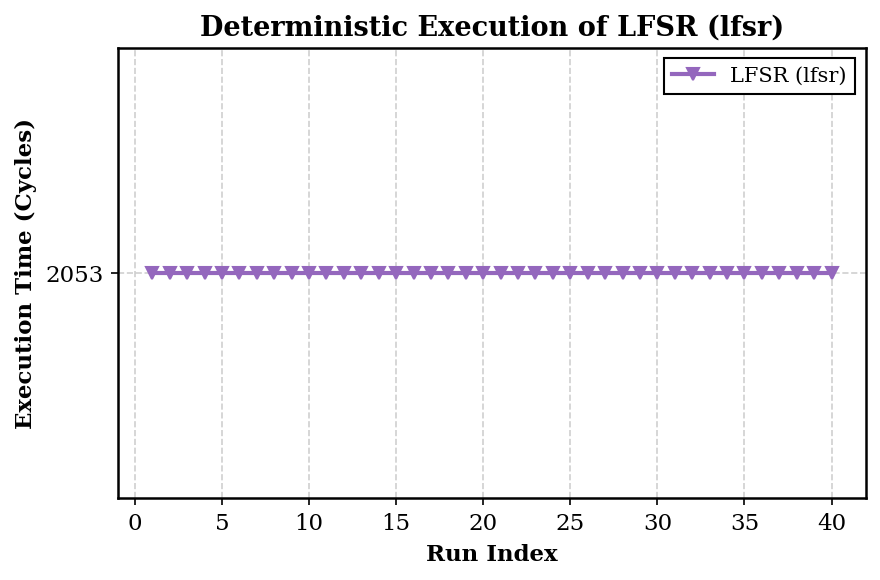 Deterministic Execution of LFSR (lfsr)
LFSR (lfsr)
Execution Time (Cycles)
2053
0 5 10 15 20 25 30 35 40
Run Index